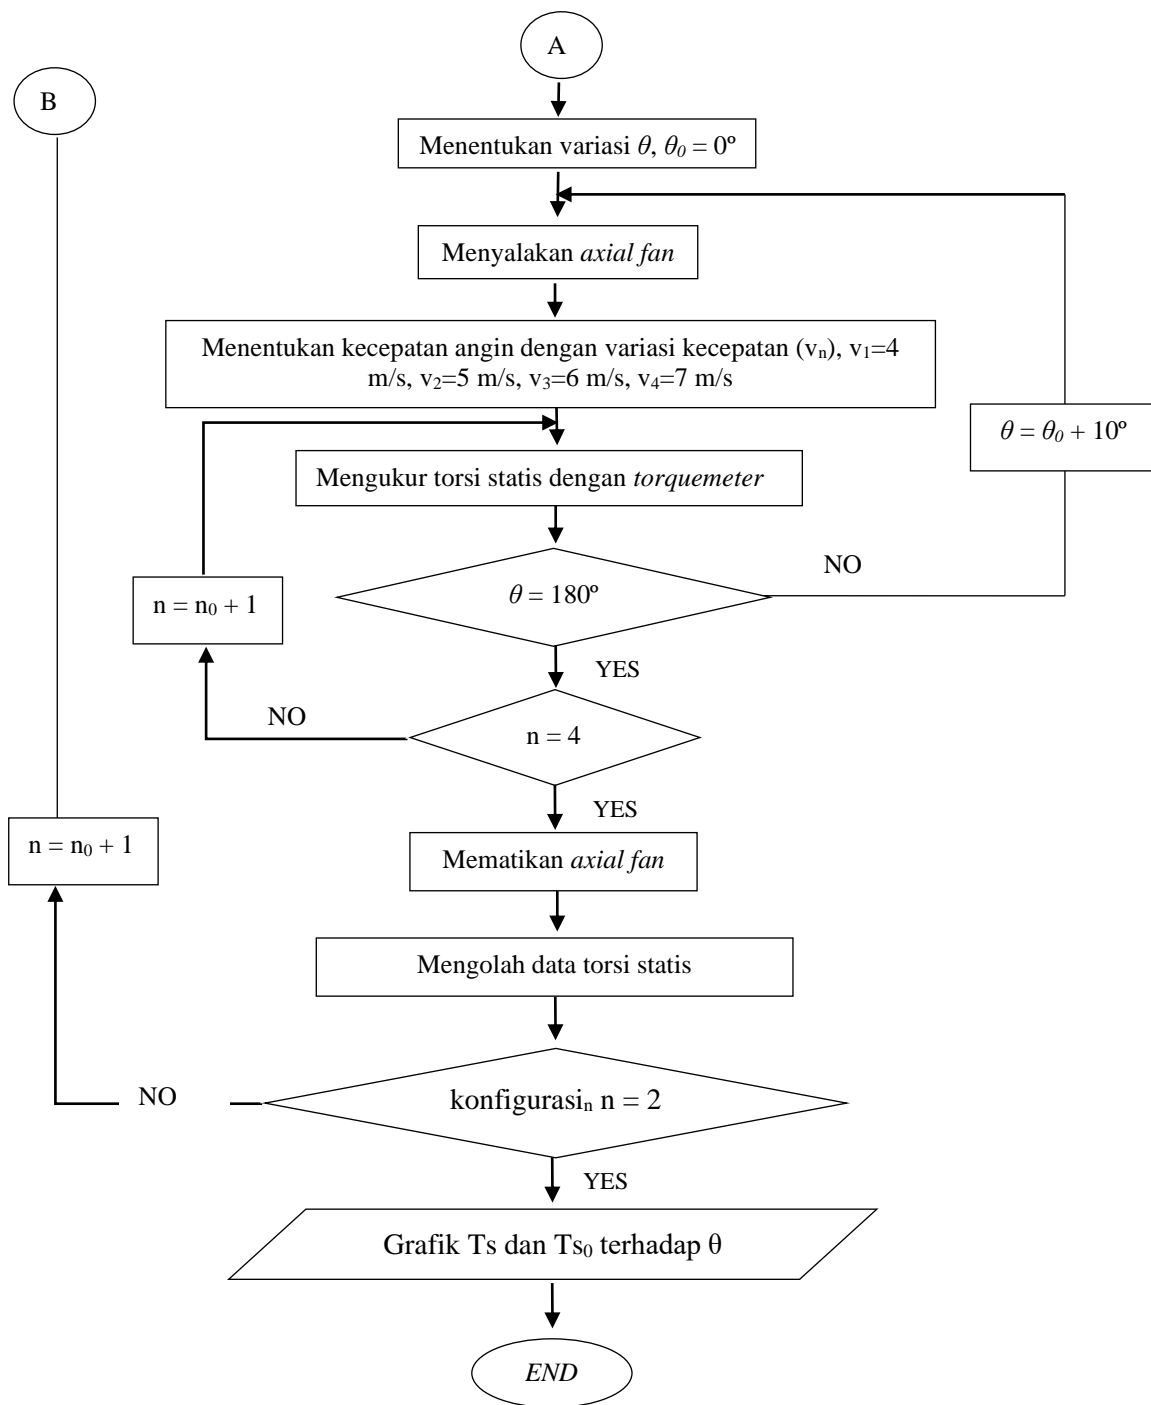 A
B
Menentukan variasi θ, θ₀ = 0º
Menyalakan axial fan
Menentukan kecepatan angin dengan variasi kecepatan (vₙ), v₁=4
m/s, v₂=5 m/s, v₃=6 m/s, v₄=7 m/s
θ = θ₀ + 10º
Mengukur torsi statis dengan torquemeter
NO
n = n₀ + 1
θ = 180º
YES
NO
n = 4
YES
n = n₀ + 1
Mematikan axial fan
Mengolah data torsi statis
NO
konfigurasiₙ n = 2
YES
Grafik Ts dan Ts₀ terhadap θ
END